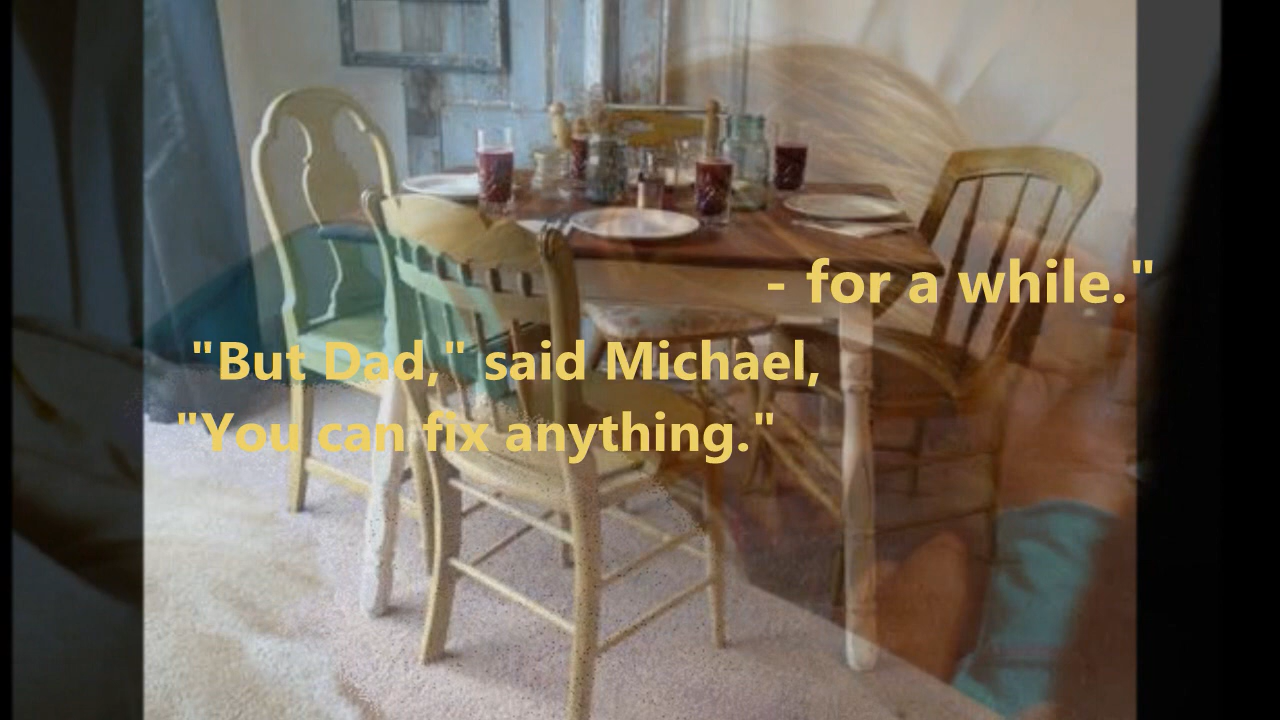 - for a while."
"But Dad," said Michael,
"You can fix anything."